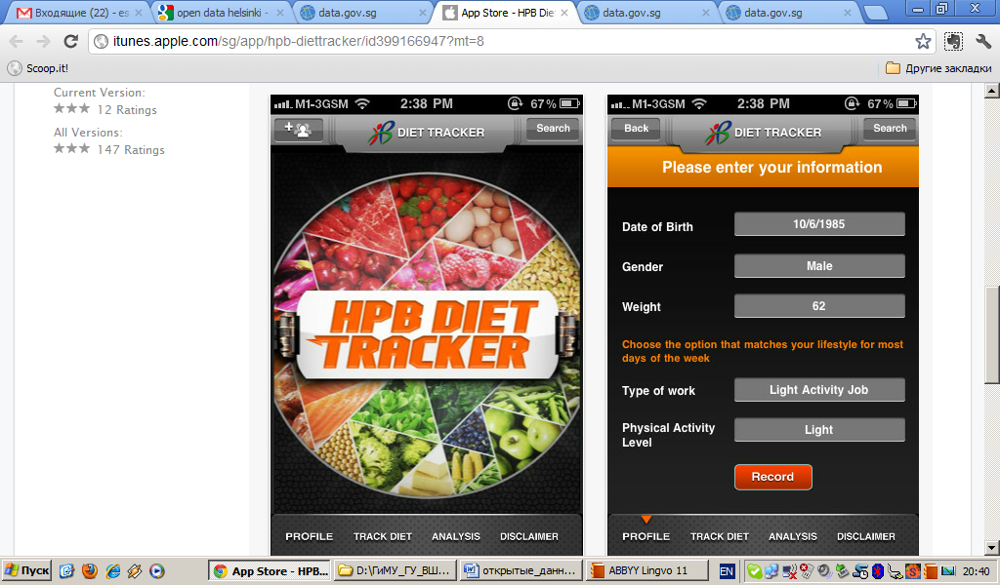 Входящие (22) - es
open data helsinki -
data.gov.sg
App Store - HPB Die
data.gov.sg
data.gov.sg
itunes.apple.com/sg/app/hpb-diettracker/id399166947?mt=8
Scoop.it!
Другие закладки
Current Version:
12 Ratings
All Versions:
147 Ratings
M1-3GSM 2:38 PM 67%
DIET TRACKER Search
HPB DIET
TRACKER
PROFILE TRACK DIET ANALYSIS DISCLAIMER
M1-3GSM 2:38 PM 67%
Back DIET TRACKER Search
Please enter your information
Date of Birth 10/6/1985
Gender Male
Weight 62
Choose the option that matches your lifestyle for most
days of the week
Type of work Light Activity Job
Physical Activity
Level Light
Record
PROFILE TRACK DIET ANALYSIS DISCLAIMER
Пуск
App Store - HPB...
D:\ГиМУ_ГУ_ВШ...
открытые_данн...
ABBYY Lingvo 11
EN
20:40